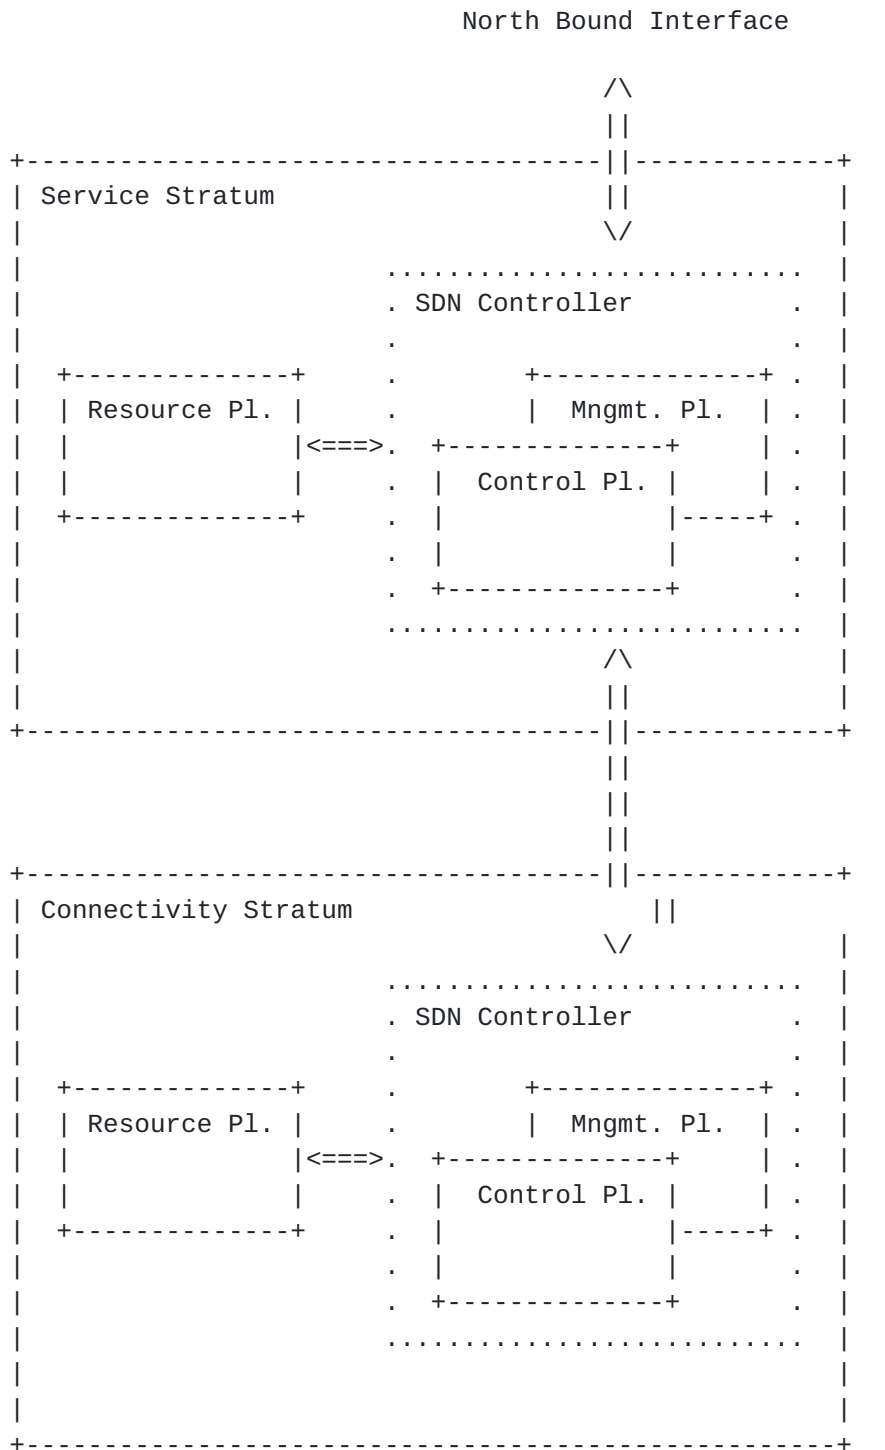 North Bound Interface
Service Stratum
SDN Controller
Resource Pl.
Mngmt. Pl.
Control Pl.
Connectivity Stratum
SDN Controller
Resource Pl.
Mngmt. Pl.
Control Pl.